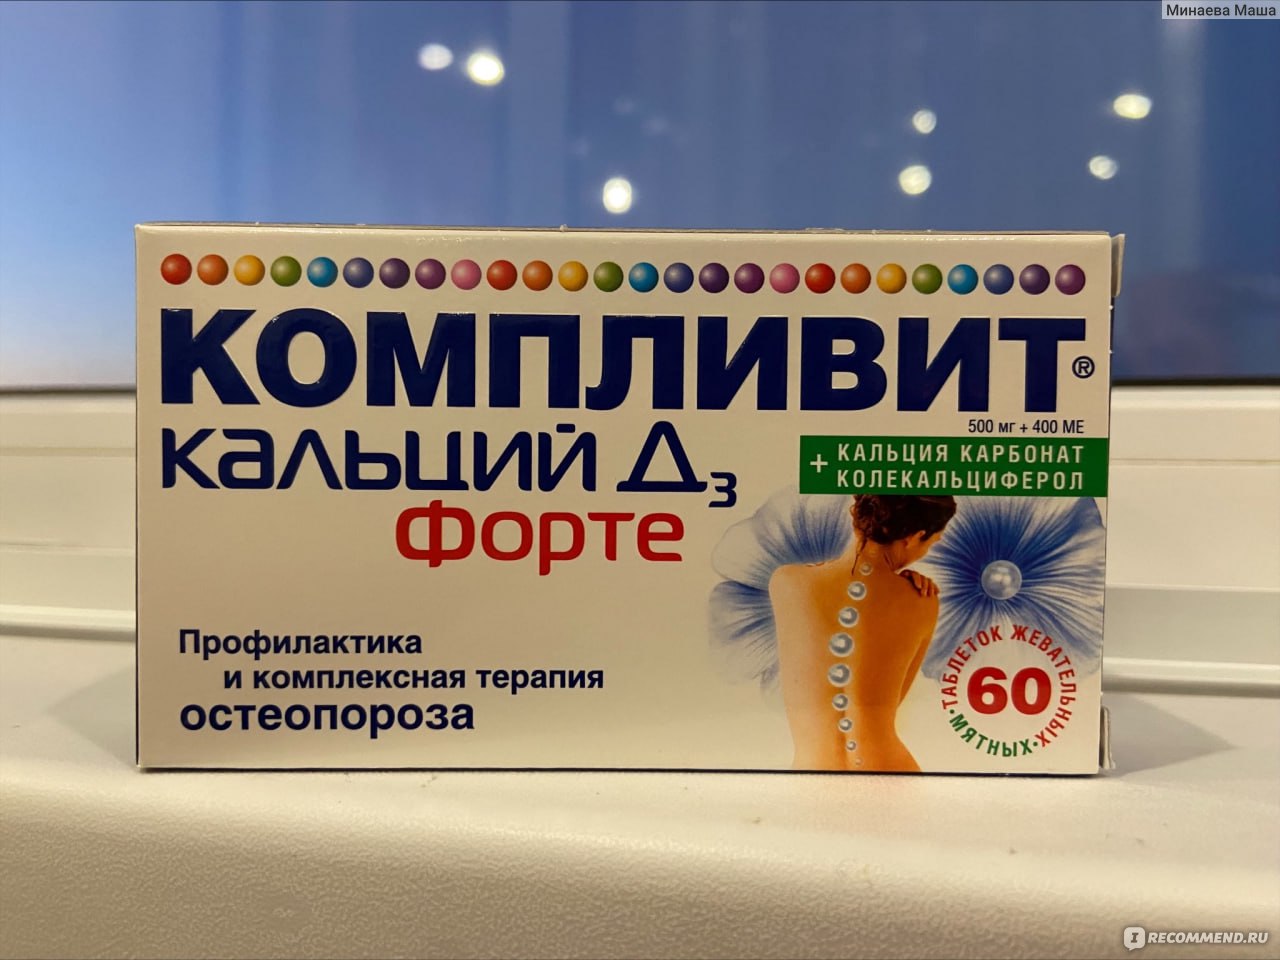 Минаева Маша
КОМПЛИВИТ®
500 мг + 400 МЕ
КАЛЬЦИЙ Д3
+ КАЛЬЦИЯ КАРБОНАТ
КОЛЕКАЛЬЦИФЕРОЛ
ФОРТЕ
Профилактика
и комплексная терапия
остеопороза
60
ТАБЛЕТОК ЖЕВАТЕЛЬНЫХ
•МЯТНЫХ•
IRECOMMEND.RU